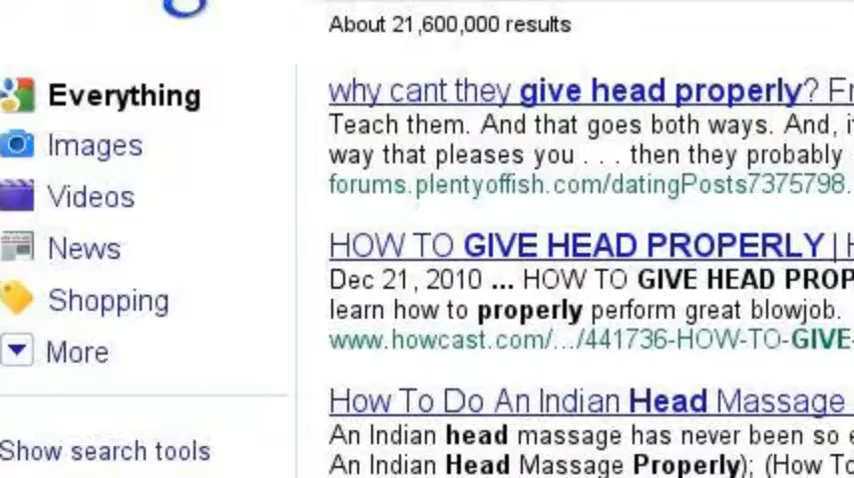 About 21,600,000 results
Everything
Images
Videos
News
Shopping
More
Show search tools
why cant they give head properly? Fr
Teach them. And that goes both ways. And, i
way that pleases you . . . then they probably
forums.plentyoffish.com/datingPosts7375798.
HOW TO GIVE HEAD PROPERLY |
Dec 21, 2010 ... HOW TO GIVE HEAD PROP
learn how to properly perform great blowjob.
www.howcast.com/.../441736-HOW-TO-GIVE-
How To Do An Indian Head Massage
An Indian head massage has never been so e
An Indian Head Massage Properly); (How To